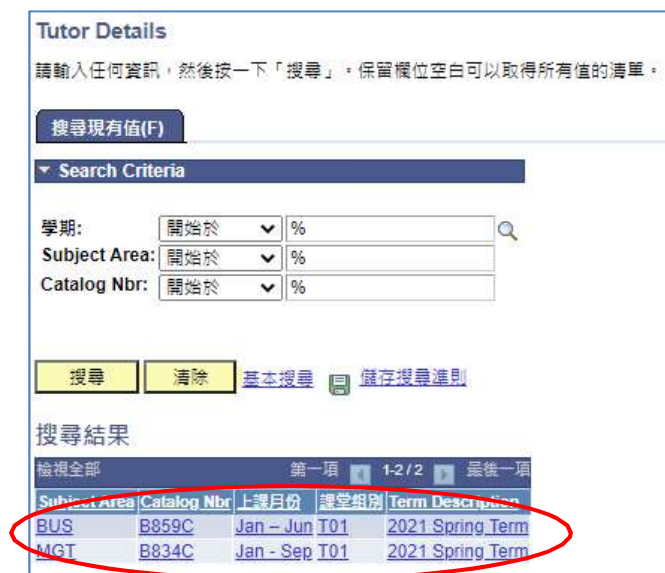 Tutor Details
請輸入任何資訊，然後按一下「搜尋」。保留欄位空白可以取得所有值的清單。
搜尋現有值(F)
Search Criteria
學期: 開始於 %
Subject Area: 開始於 %
Catalog Nbr: 開始於 %
搜尋 清除 基本搜尋 儲存搜尋準則
搜尋結果
檢視全部 第一項 1-2 / 2 最後一項
Subject Area Catalog Nbr 上課月份 課堂組別 Term Description
BUS B859C Jan – Jun T01 2021 Spring Term
MGT B834C Jan - Sep T01 2021 Spring Term